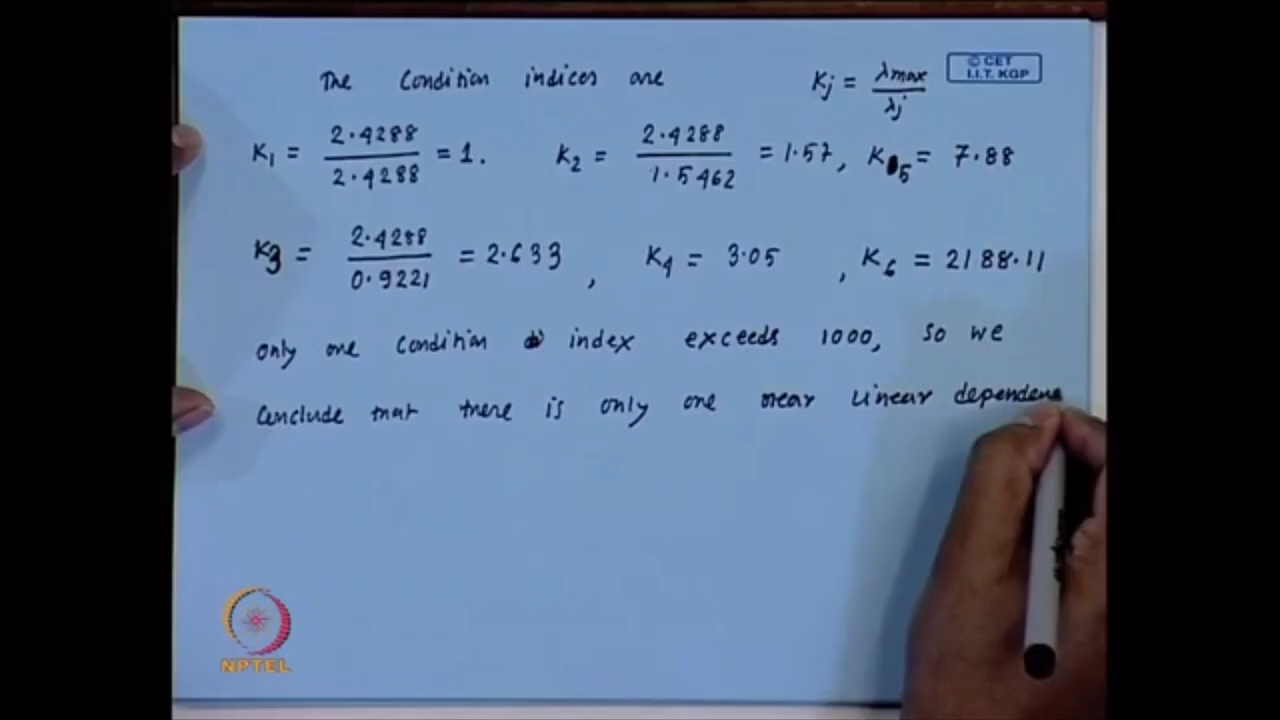 The Condition indices are Kj = λmax / λj
© CET
I.I.T. KGP
K1 = 2.4288 / 2.4288 = 1. K2 = 2.4288 / 1.5462 = 1.57, K5 = 7.88
K3 = 2.4288 / 0.9221 = 2.633, K4 = 3.05, K6 = 2188.11
only one condition index exceeds 1000, so we
conclude that there is only one near linear dependene
NPTEL